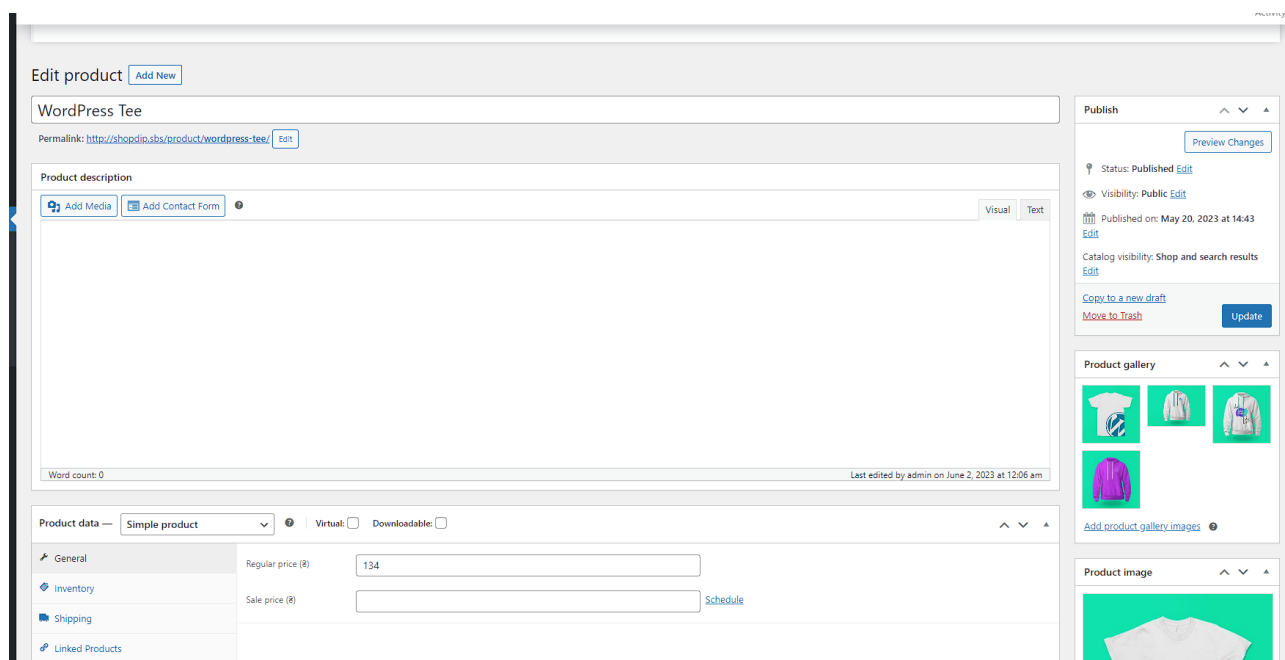 Activity
Edit product Add New
WordPress Tee
Permalink: http://shopdip.sbs/product/wordpress-tee/ Edit
Product description
Add Media Add Contact Form
Visual Text
Word count: 0 Last edited by admin on June 2, 2023 at 12:06 am
Product data — Simple product Virtual: Downloadable:
General
Inventory
Shipping
Linked Products
Regular price (₴) 134
Sale price (₴) Schedule
Publish
Preview Changes
Status: Published Edit
Visibility: Public Edit
Published on: May 20, 2023 at 14:43
Edit
Catalog visibility: Shop and search results
Edit
Copy to a new draft
Move to Trash Update
Product gallery
Add product gallery images
Product image